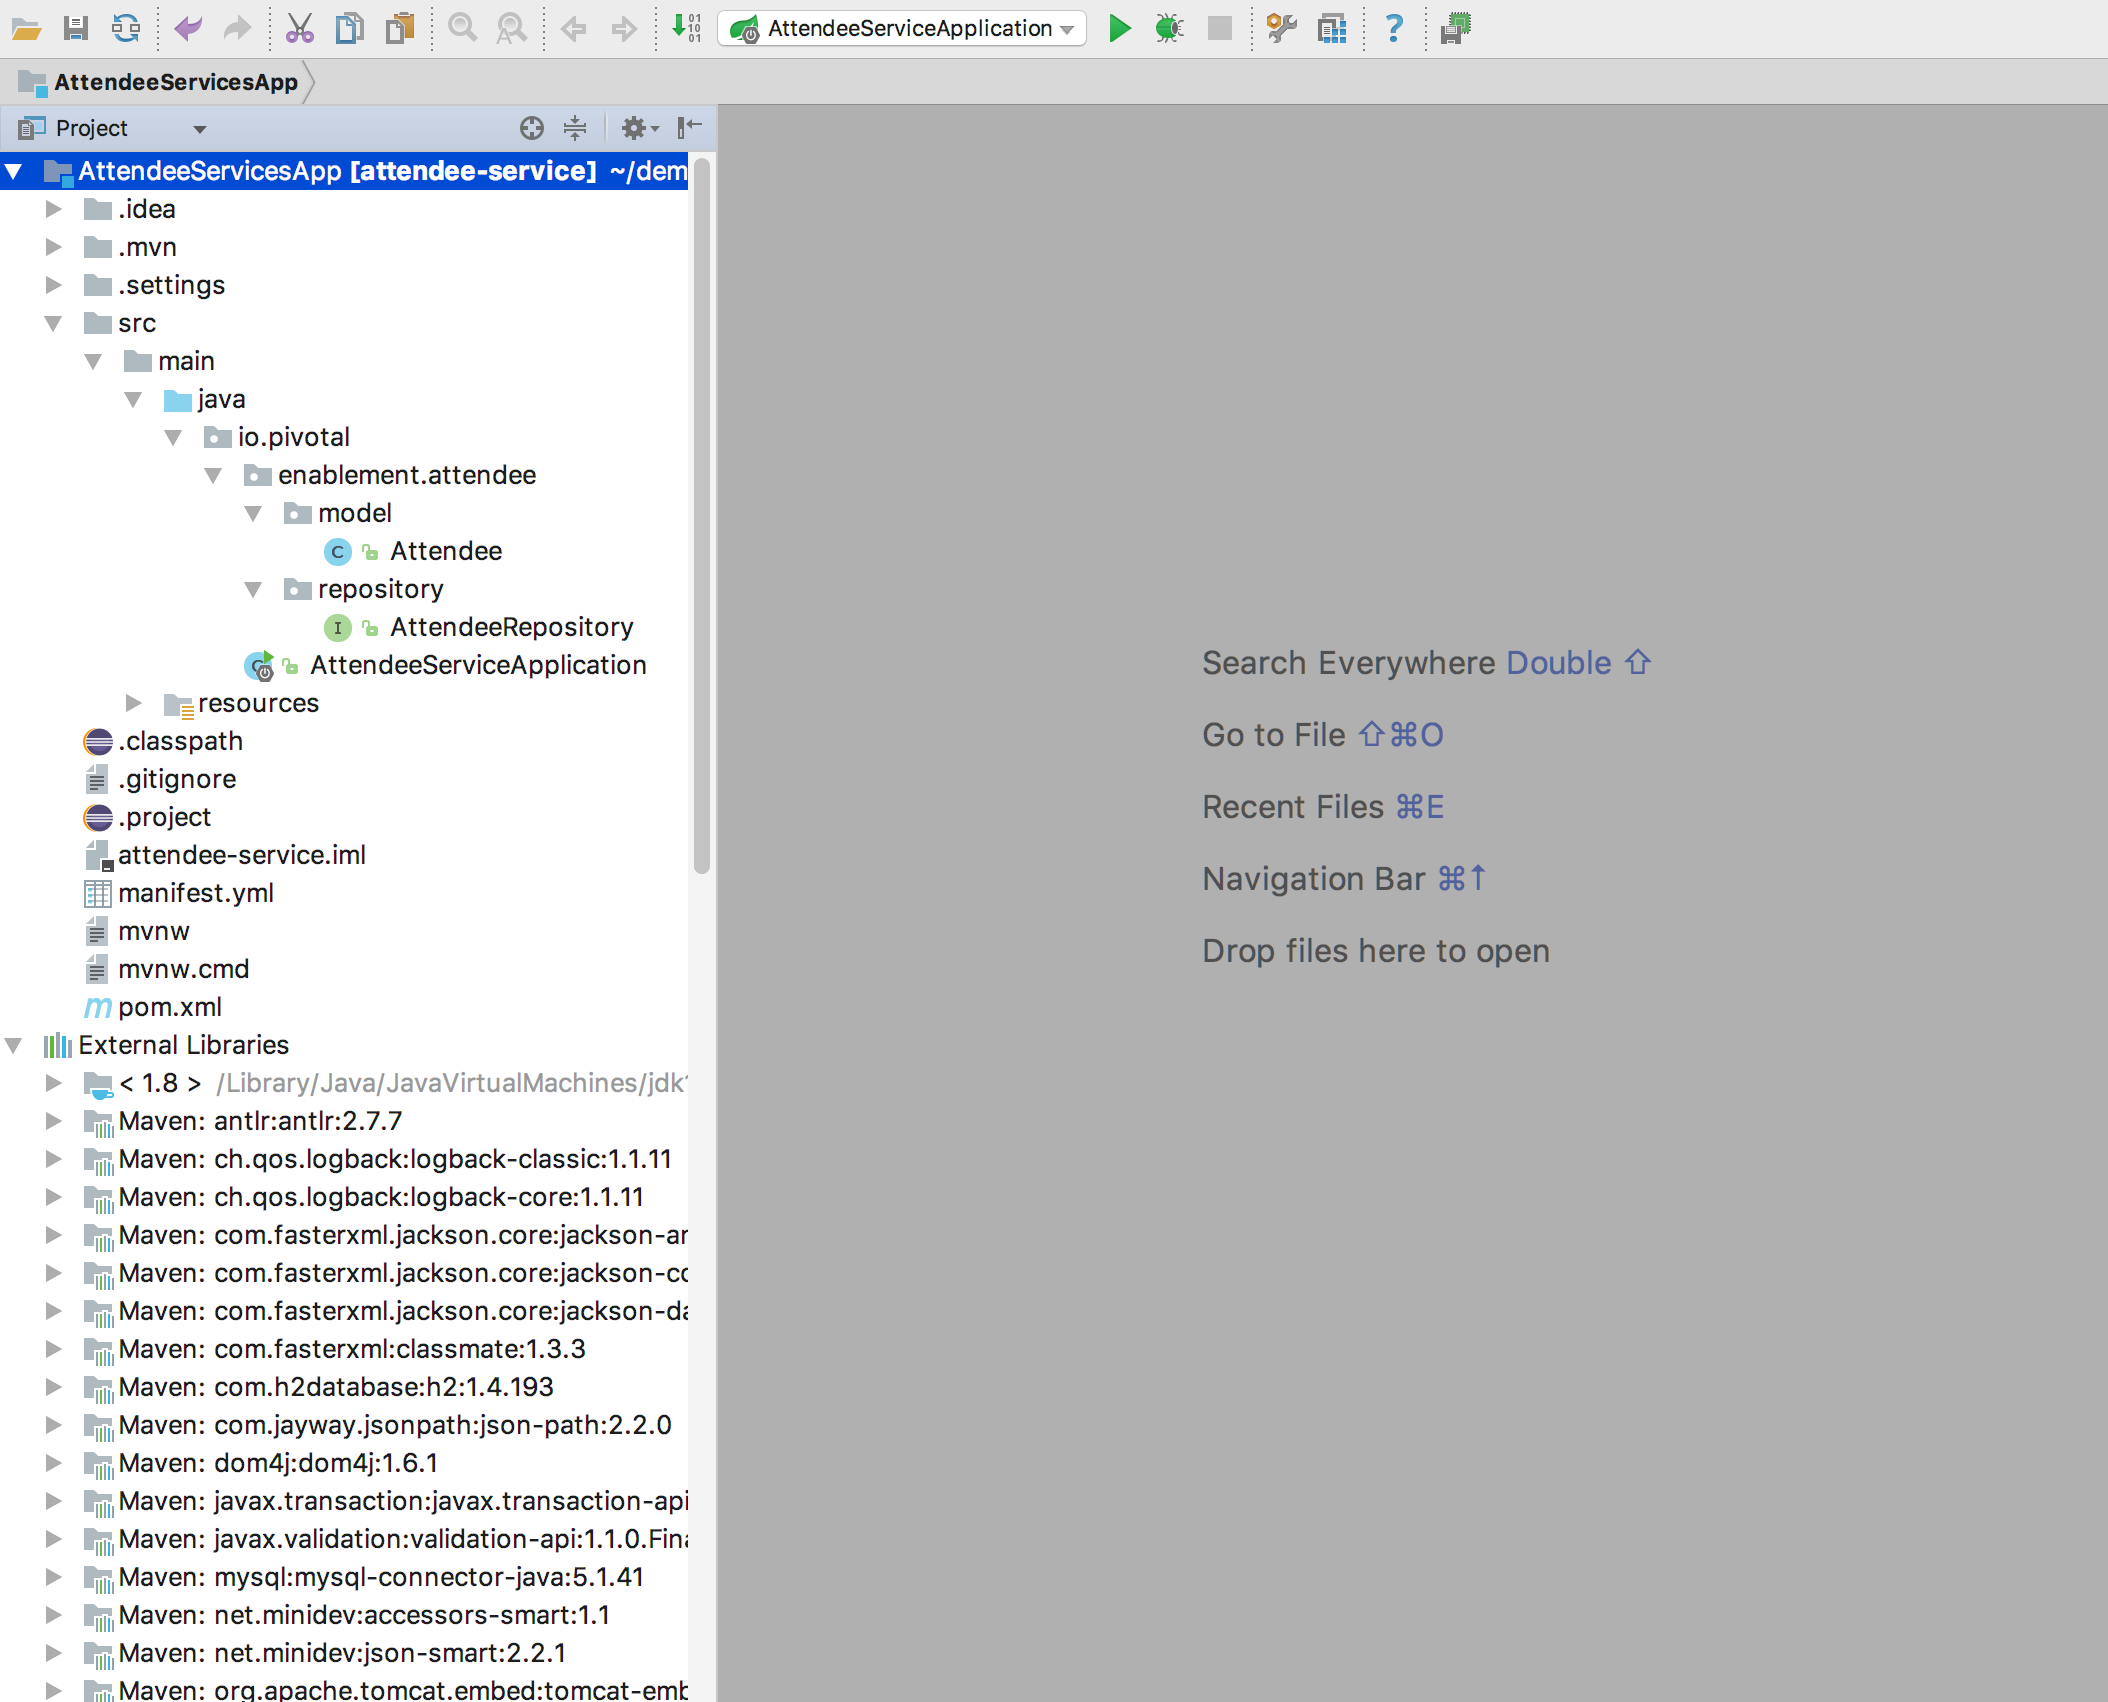 AttendeeServiceApplication
AttendeeServicesApp
Project
AttendeeServicesApp [attendee-service] ~/dem
.idea
.mvn
.settings
src
main
java
io.pivotal
enablement.attendee
model
Attendee
repository
AttendeeRepository
AttendeeServiceApplication
resources
.classpath
.gitignore
.project
attendee-service.iml
manifest.yml
mvnw
mvnw.cmd
pom.xml
External Libraries
< 1.8 > /Library/Java/JavaVirtualMachines/jdk1
Maven: antlr:antlr:2.7.7
Maven: ch.qos.logback:logback-classic:1.1.11
Maven: ch.qos.logback:logback-core:1.1.11
Maven: com.fasterxml.jackson.core:jackson-an
Maven: com.fasterxml.jackson.core:jackson-co
Maven: com.fasterxml.jackson.core:jackson-da
Maven: com.fasterxml:classmate:1.3.3
Maven: com.h2database:h2:1.4.193
Maven: com.jayway.jsonpath:json-path:2.2.0
Maven: dom4j:dom4j:1.6.1
Maven: javax.transaction:javax.transaction-api
Maven: javax.validation:validation-api:1.1.0.Fina
Maven: mysql:mysql-connector-java:5.1.41
Maven: net.minidev:accessors-smart:1.1
Maven: net.minidev:json-smart:2.2.1
Maven: org.apache.tomcat.embed:tomcat-emb
Search Everywhere Double ⇧
Go to File ⇧⌘O
Recent Files ⌘E
Navigation Bar ⌘↑
Drop files here to open